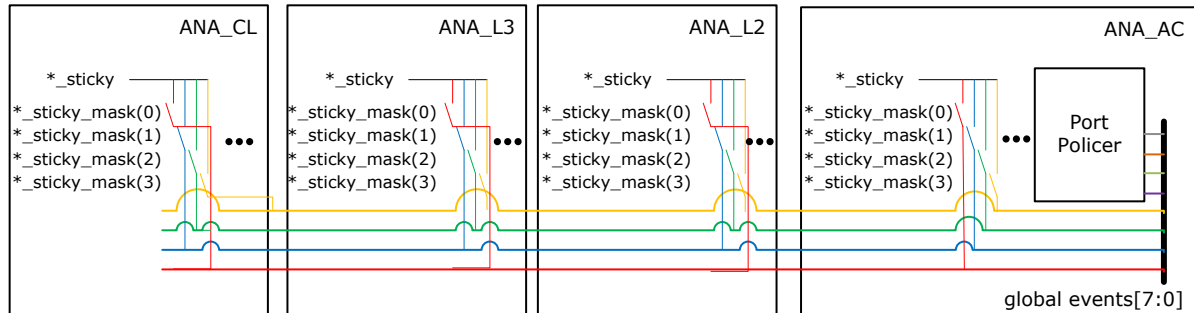 ANA_CL
*_sticky
*_sticky_mask(0)
*_sticky_mask(1)
*_sticky_mask(2)
*_sticky_mask(3)
ANA_L3
*_sticky
*_sticky_mask(0)
*_sticky_mask(1)
*_sticky_mask(2)
*_sticky_mask(3)
ANA_L2
*_sticky
*_sticky_mask(0)
*_sticky_mask(1)
*_sticky_mask(2)
*_sticky_mask(3)
ANA_AC
*_sticky
*_sticky_mask(0)
*_sticky_mask(1)
*_sticky_mask(2)
*_sticky_mask(3)
Port
Policer
global events[7:0]